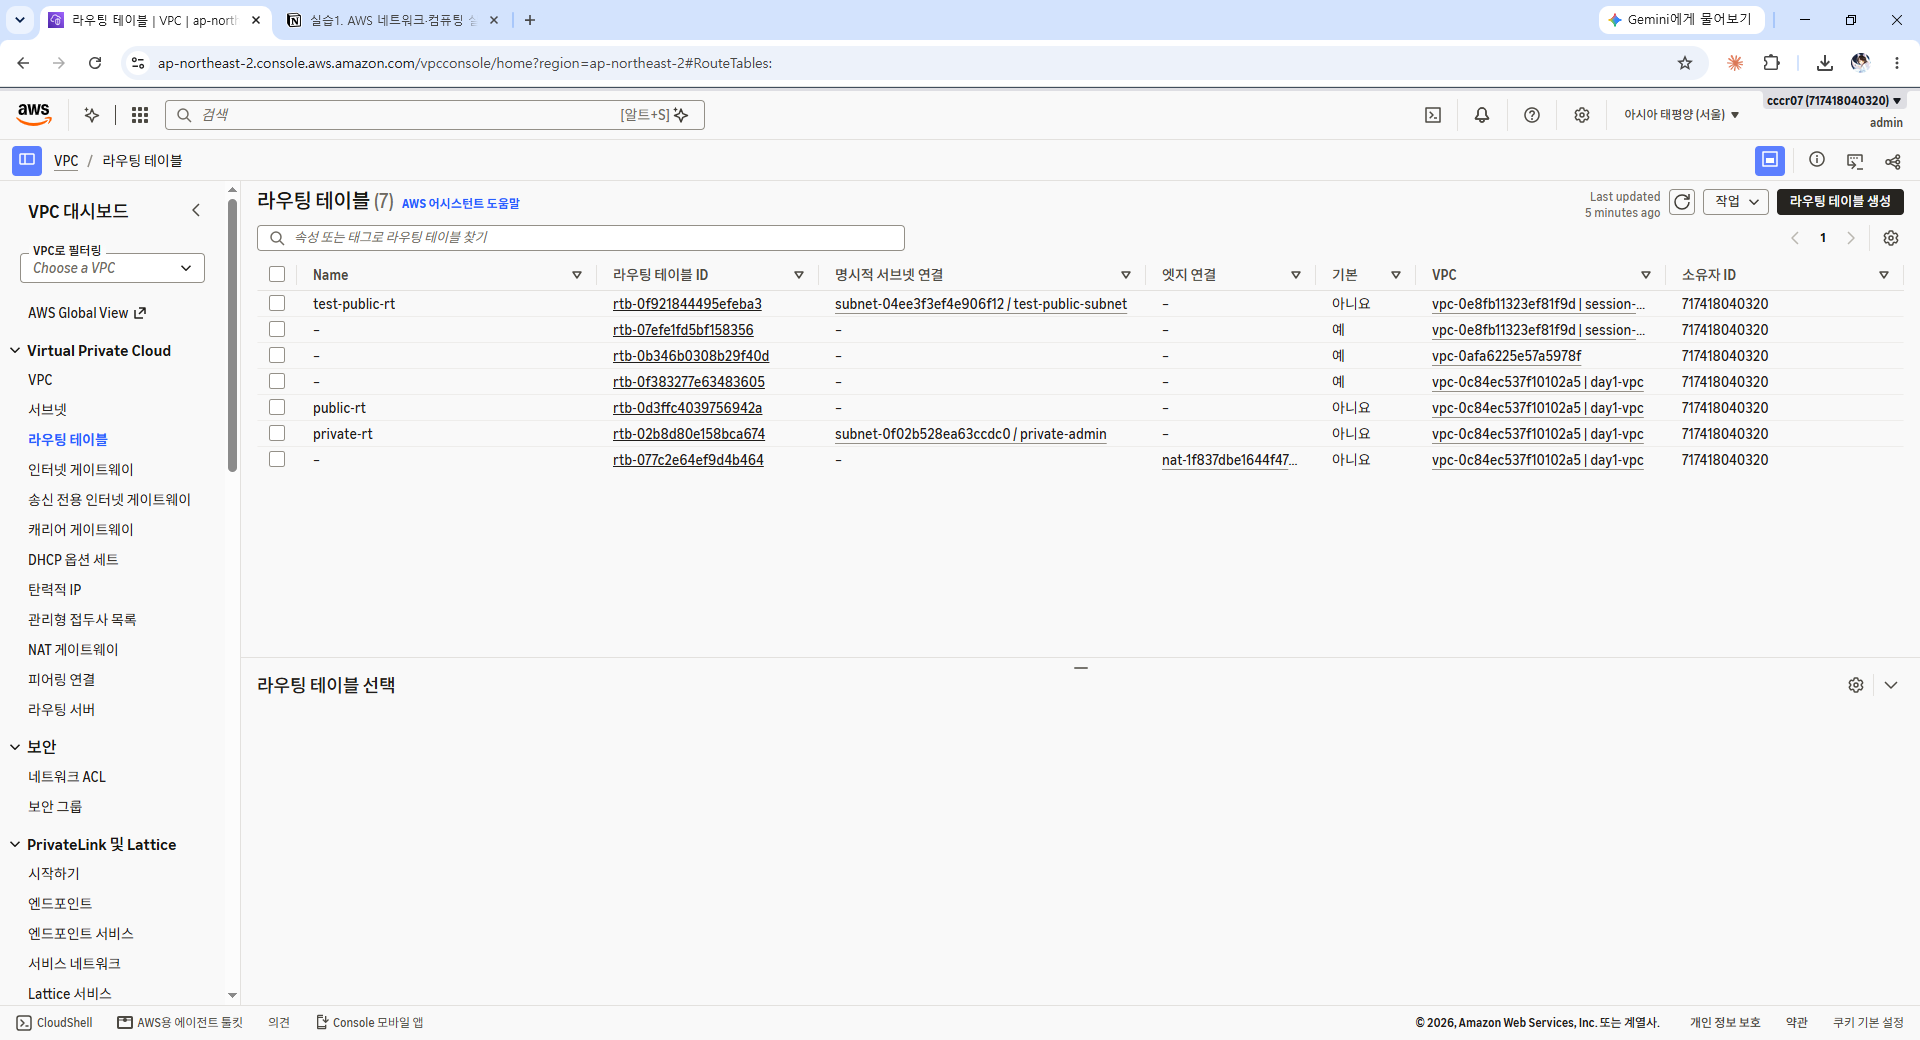 라우팅 테이블 | VPC | ap-nort
실습1. AWS 네트워크·컴퓨팅 실
Gemini에게 물어보기
ap-northeast-2.console.aws.amazon.com/vpcconsole/home?region=ap-northeast-2#RouteTables:
aws
검색
[알트+S]
아시아 태평양 (서울)
cccr07 (717418040320)
admin
VPC / 라우팅 테이블
VPC 대시보드
VPC로 필터링
Choose a VPC
AWS Global View
Virtual Private Cloud
VPC
서브넷
라우팅 테이블
인터넷 게이트웨이
송신 전용 인터넷 게이트웨이
캐리어 게이트웨이
DHCP 옵션 세트
탄력적 IP
관리형 접두사 목록
NAT 게이트웨이
피어링 연결
라우팅 서버
보안
네트워크 ACL
보안 그룹
PrivateLink 및 Lattice
시작하기
엔드포인트
엔드포인트 서비스
서비스 네트워크
Lattice 서비스
라우팅 테이블 (7) AWS 어시스턴트 도움말
Last updated
5 minutes ago
작업
라우팅 테이블 생성
속성 또는 태그로 라우팅 테이블 찾기
1
Name 라우팅 테이블 ID 명시적 서브넷 연결 엣지 연결 기본 VPC 소유자 ID
test-public-rt rtb-0f921844495efeba3 subnet-04ee3f3ef4e906f12 / test-public-subnet – 아니요 vpc-0e8fb11323ef81f9d | session-... 717418040320
– rtb-07efe1fd5bf158356 – – 예 vpc-0e8fb11323ef81f9d | session-... 717418040320
– rtb-0b346b0308b29f40d – – 예 vpc-0afa6225e57a5978f 717418040320
– rtb-0f383277e63483605 – – 예 vpc-0c84ec537f10102a5 | day1-vpc 717418040320
public-rt rtb-0d3ffc4039756942a – – 아니요 vpc-0c84ec537f10102a5 | day1-vpc 717418040320
private-rt rtb-02b8d80e158bca674 subnet-0f02b528ea63ccdc0 / private-admin – 아니요 vpc-0c84ec537f10102a5 | day1-vpc 717418040320
– rtb-077c2e64ef9d4b464 – nat-1f837dbe1644f47... 아니요 vpc-0c84ec537f10102a5 | day1-vpc 717418040320
라우팅 테이블 선택
CloudShell
AWS용 에이전트 툴킷
의견
Console 모바일 앱
© 2026, Amazon Web Services, Inc. 또는 계열사.
개인 정보 보호
약관
쿠키 기본 설정